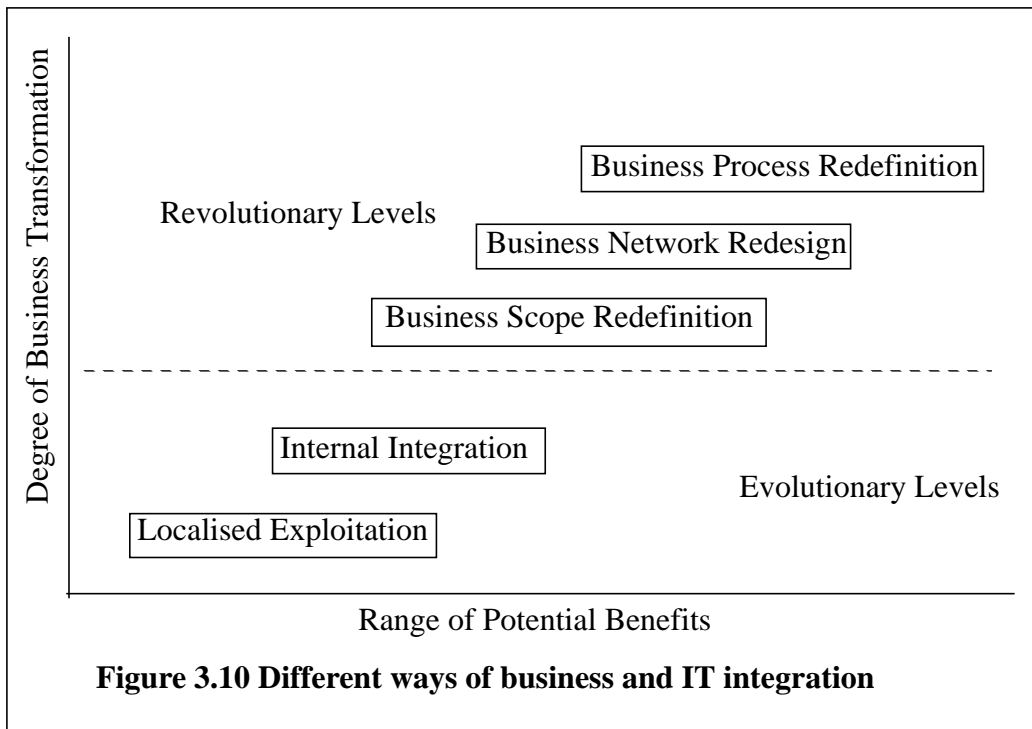 Degree of Business Transformation
Business Process Redefinition
Revolutionary Levels
Business Network Redesign
Business Scope Redefinition
Internal Integration
Evolutionary Levels
Localised Exploitation
Range of Potential Benefits
Figure 3.10 Different ways of business and IT integration